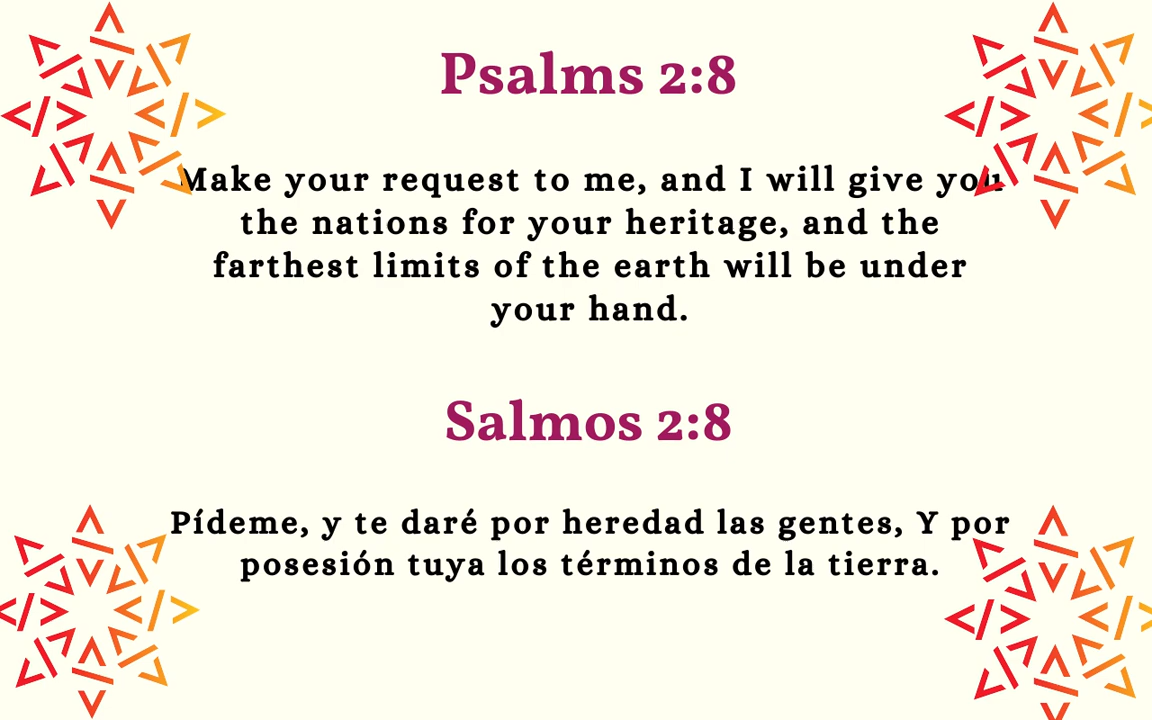 Psalms 2:8
Make your request to me, and I will give you
the nations for your heritage, and the
farthest limits of the earth will be under
your hand.
Salmos 2:8
Pídeme, y te daré por heredad las gentes, Y por
posesión tuya los términos de la tierra.